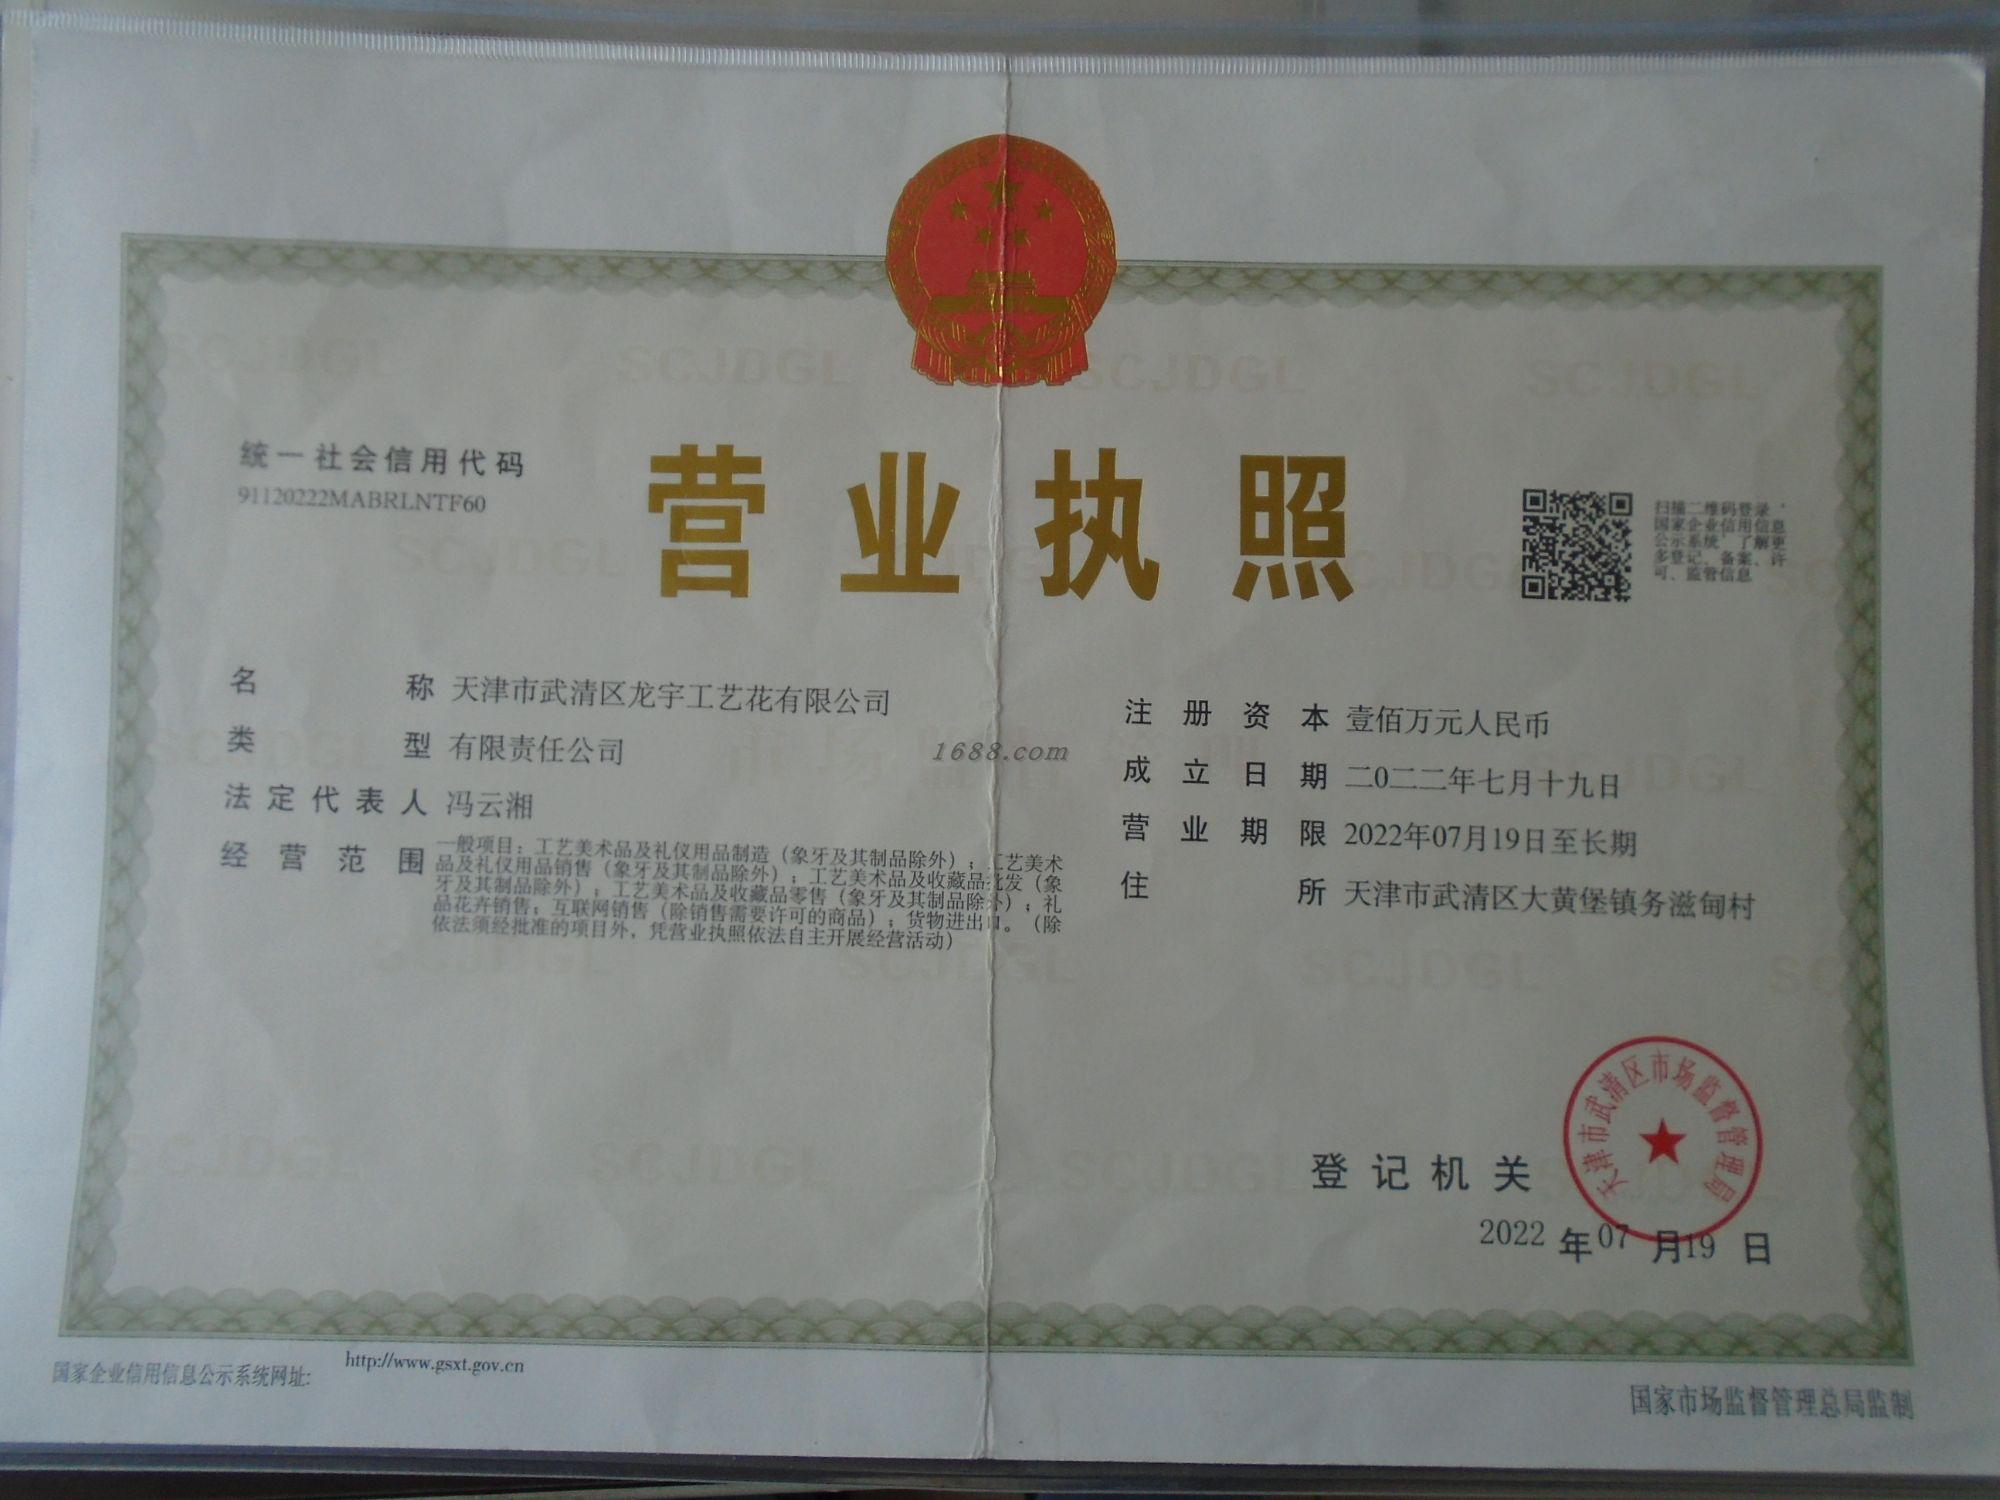 统一社会信用代码
91120222MABRLNTF60
营业执照
扫描二维码登录‘
国家企业信用信息
公示系统’了解更
多登记、备案、许
可、监管信息
名称 天津市武清区龙宇工艺花有限公司
类型 有限责任公司
法定代表人 冯云湘
经营范围 一般项目：工艺美术品及礼仪用品制造（象牙及其制品除外）；工艺美术
品及礼仪用品销售（象牙及其制品除外）；工艺美术品及收藏品批发（象
牙及其制品除外）；工艺美术品及收藏品零售（象牙及其制品除外）；礼
品花卉销售；互联网销售（除销售需要许可的商品）；货物进出口。（除
依法须经批准的项目外，凭营业执照依法自主开展经营活动）
1688.com
注册资本 壹佰万元人民币
成立日期 二〇二二年七月十九日
营业期限 2022年07月19日至长期
住所 天津市武清区大黄堡镇务滋甸村
天津市武清区市场监督管理局
登记机关
2022年07月19日
国家企业信用信息公示系统网址: http://www.gsxt.gov.cn
国家市场监督管理总局监制
SCJDGL